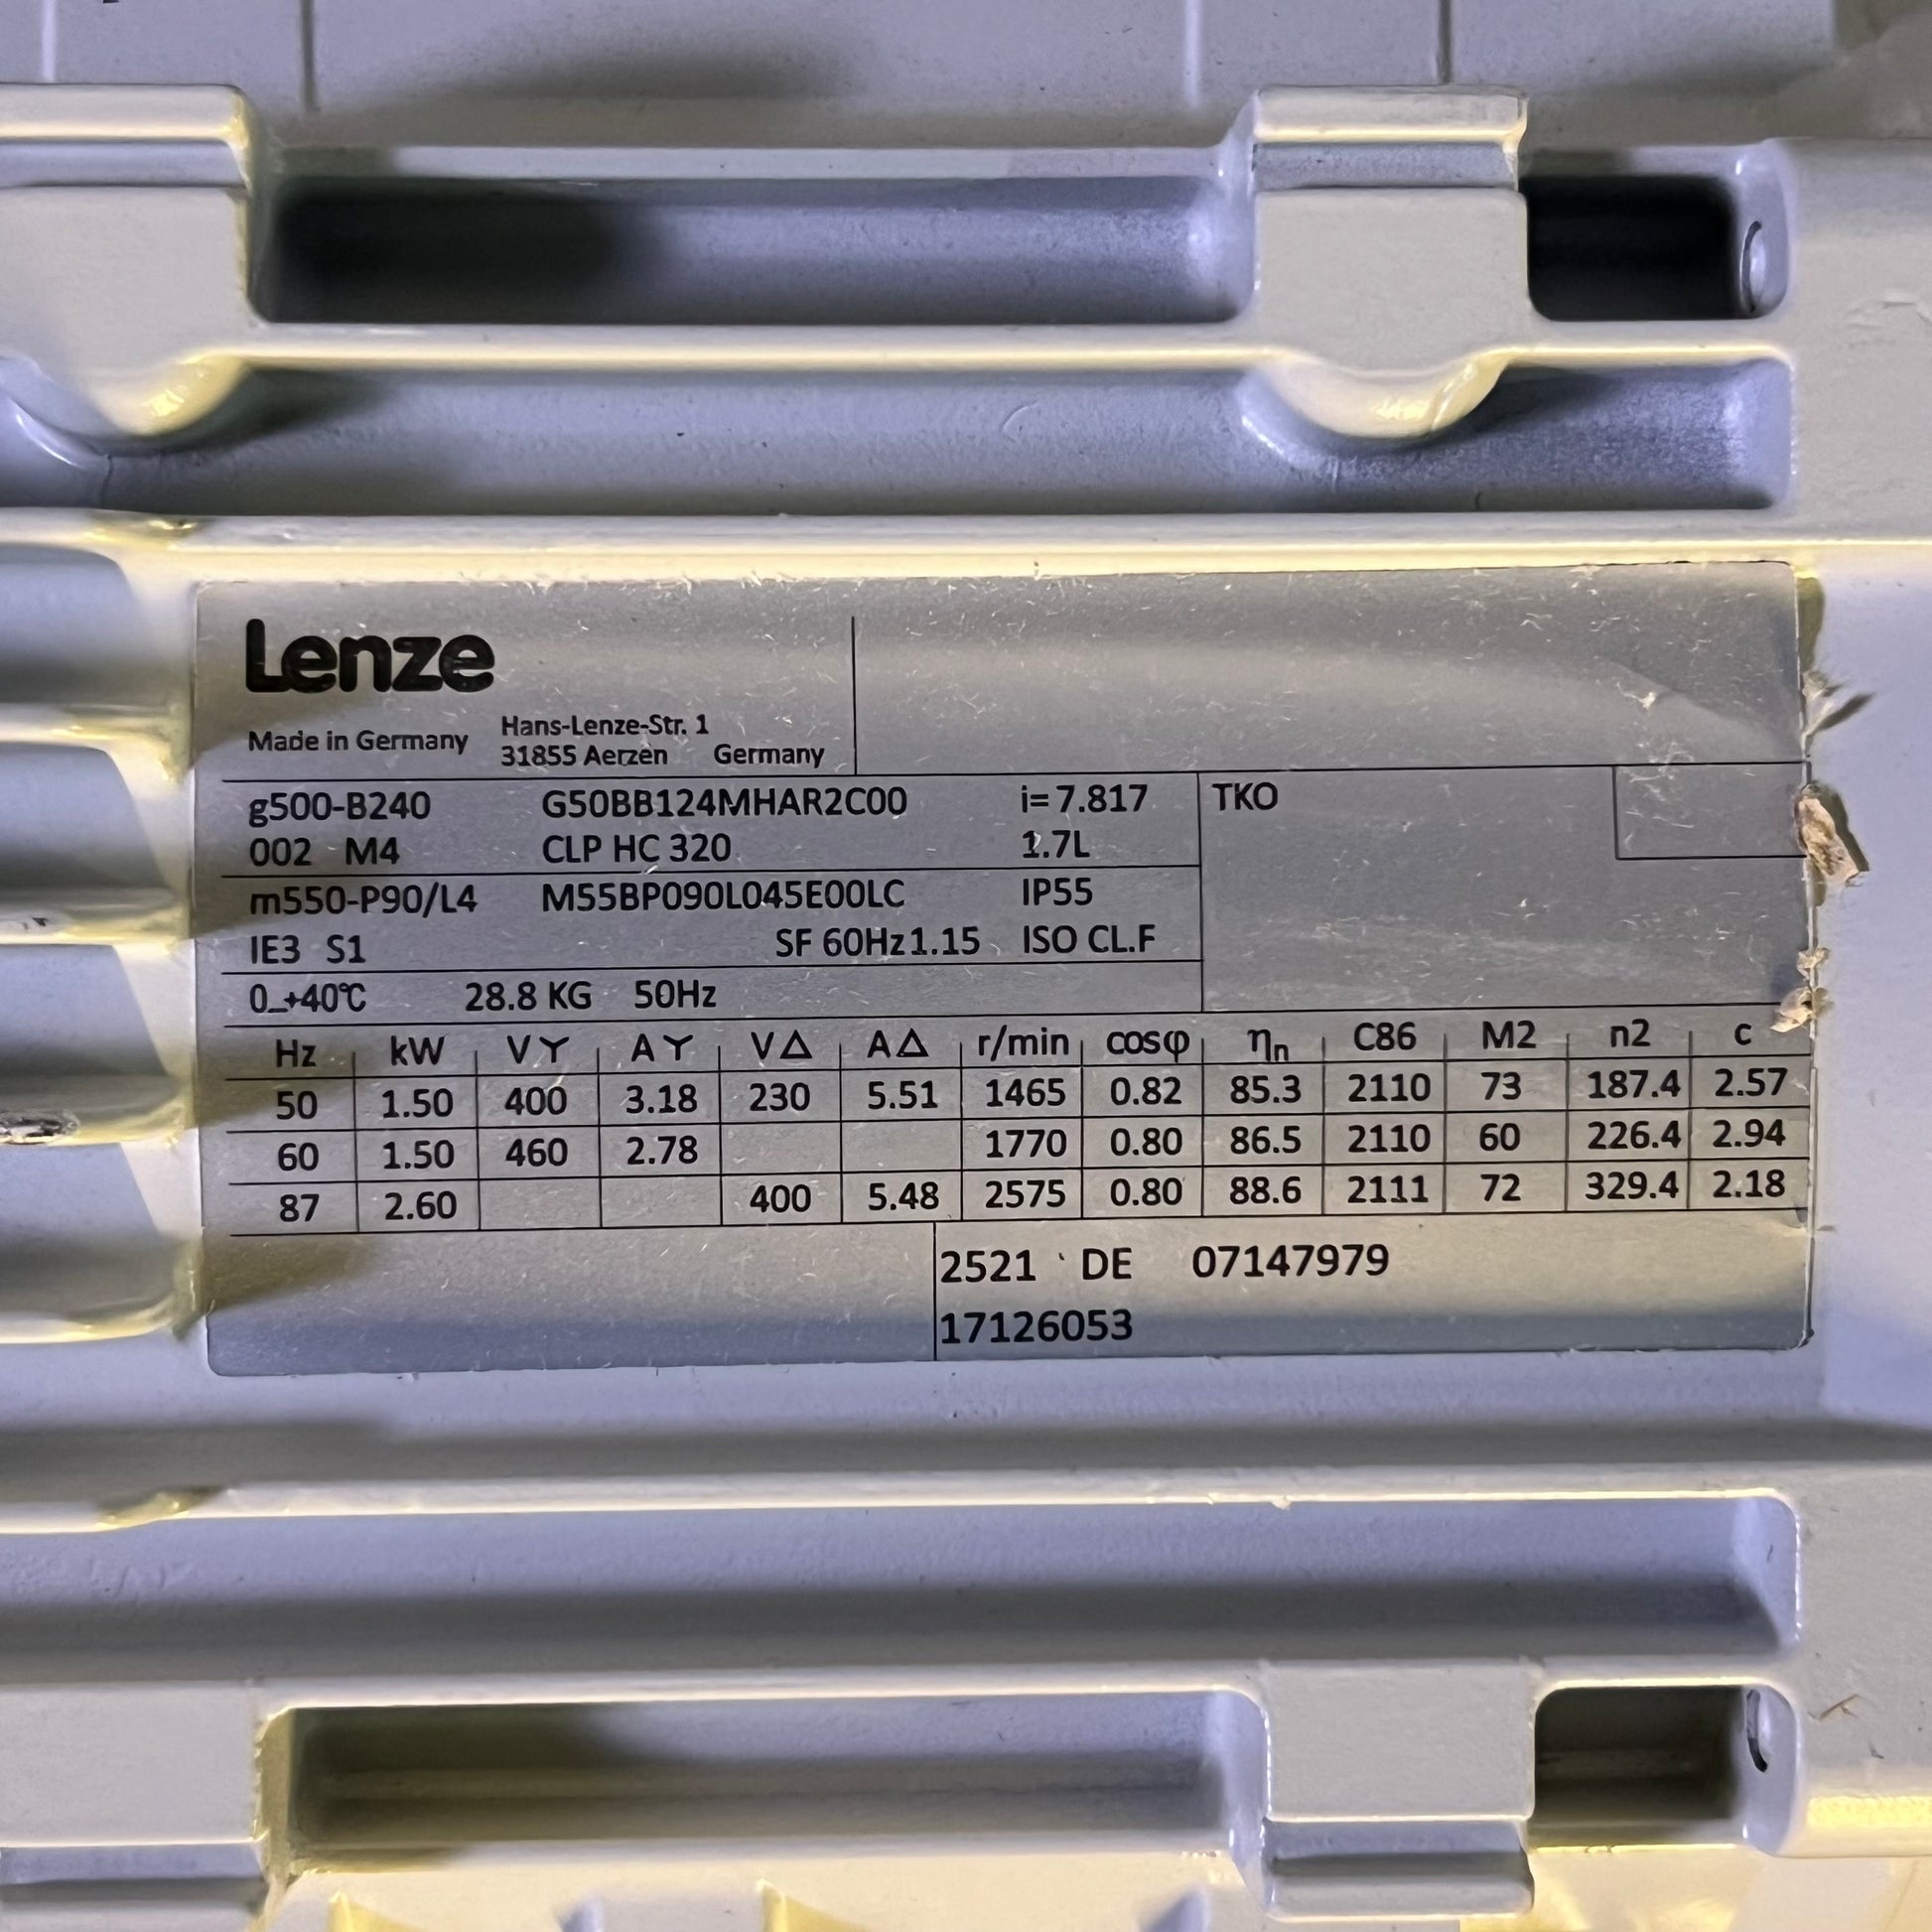 Lenze
Made in Germany Hans-Lenze-Str. 1
31855 Aerzen Germany
g500-B240 G50BB124MHAR2C00 i=7.817 TKO
002 M4 CLP HC 320 1.7L
m550-P90/L4 M55BP090L045E00LC IP55
IE3 S1 SF 60Hz 1.15 ISO CL.F
0_+40℃ 28.8 KG 50Hz
Hz kW VY AY V△ A△ r/min cosφ ηn C86 M2 n2 c
50 1.50 400 3.18 230 5.51 1465 0.82 85.3 2110 73 187.4 2.57
60 1.50 460 2.78 1770 0.80 86.5 2110 60 226.4 2.94
87 2.60 400 5.48 2575 0.80 88.6 2111 72 329.4 2.18
2521 DE 07147979
17126053